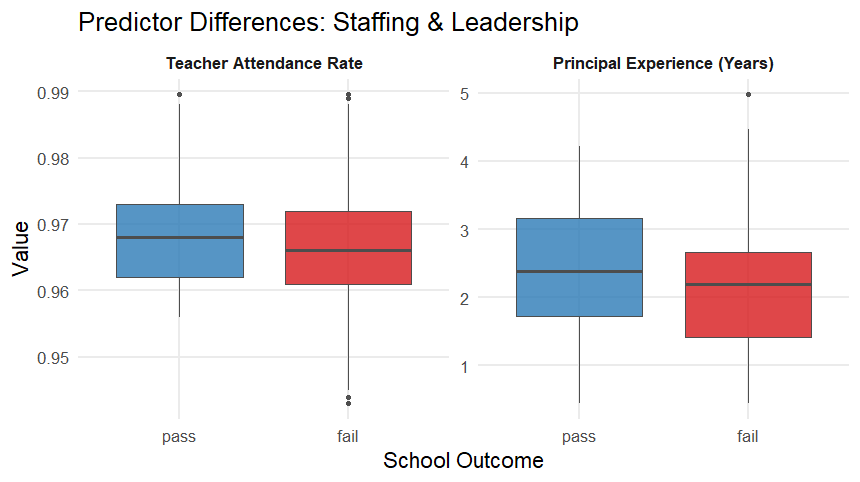 Predictor Differences: Staffing & Leadership
Teacher Attendance Rate
Principal Experience (Years)
Value
0.99
0.98
0.97
0.96
0.95
5
4
3
2
1
pass
fail
pass
fail
School Outcome